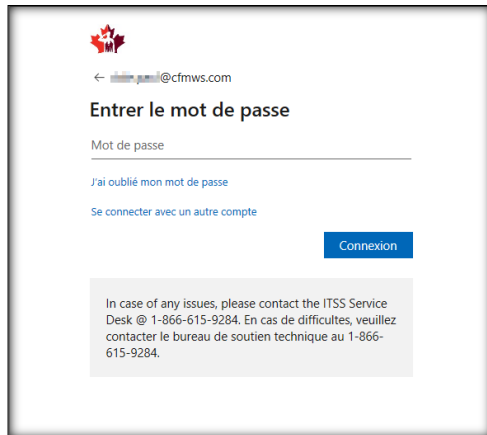 ← @cfmws.com
Entrer le mot de passe
Mot de passe
J'ai oublié mon mot de passe
Se connecter avec un autre compte
Connexion
In case of any issues, please contact the ITSS Service
Desk @ 1-866-615-9284. En cas de difficultes, veuillez
contacter le bureau de soutien technique au 1-866-
615-9284.